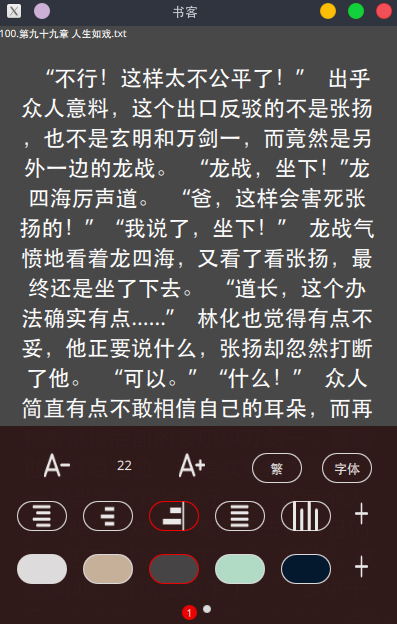 书客
100.第九十九章 人生如戏.txt
“不行！这样太不公平了！” 出乎
众人意料，这个出口反驳的不是张扬
，也不是玄明和万剑一，而竟然是另
外一边的龙战。 “龙战，坐下！”龙
四海厉声道。 “爸，这样会害死张
扬的！” “我说了，坐下！” 龙战气
愤地看着龙四海，又看了看张扬，最
终还是坐了下去。 “道长，这个办
法确实有点……” 林化也觉得有点不
妥，他正要说什么，张扬却忽然打断
了他。 “可以。” “什么！” 众人
简直有点不敢相信自己的耳朵，而再
A- 22 A+ 繁 字体
+
+
1